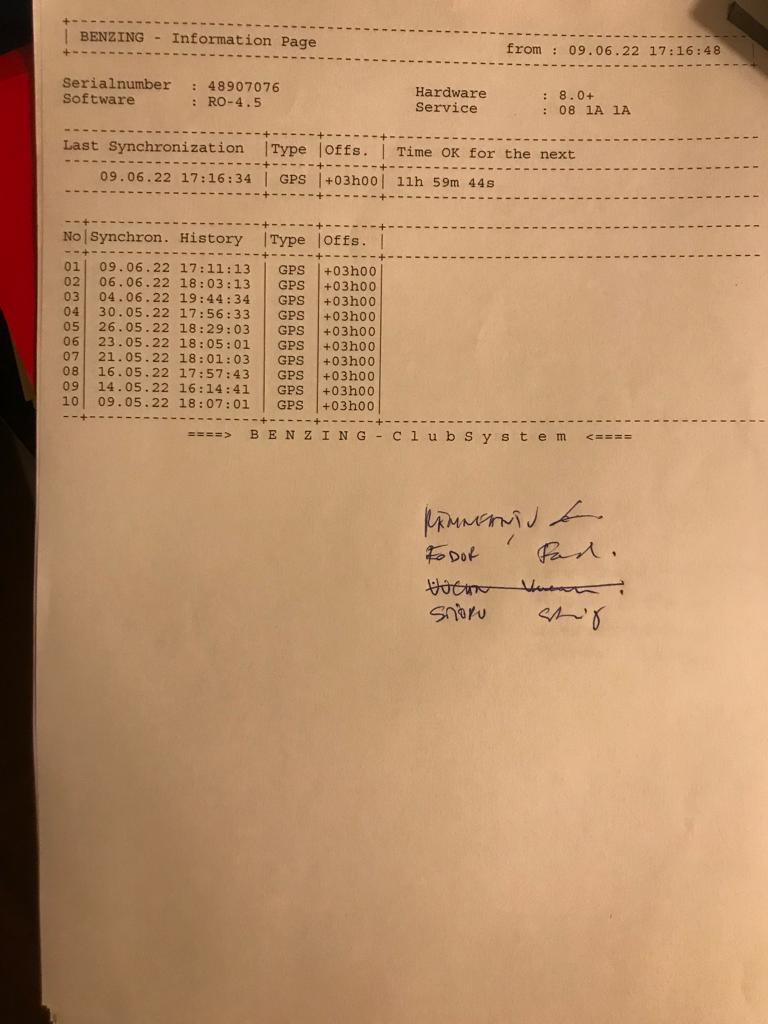 BENZING - Information Page from : 09.06.22 17:16:48
Serialnumber : 48907076 Hardware : 8.0+
Software : RO-4.5 Service : 08 1A 1A
Last Synchronization |Type |Offs. | Time OK for the next
09.06.22 17:16:34 | GPS |+03h00| 11h 59m 44s
No|Synchron. History |Type |Offs. |
01| 09.06.22 17:11:13 | GPS |+03h00|
02| 06.06.22 18:03:13 | GPS |+03h00|
03| 04.06.22 19:44:34 | GPS |+03h00|
04| 30.05.22 17:56:33 | GPS |+03h00|
05| 26.05.22 18:29:03 | GPS |+03h00|
06| 23.05.22 18:05:01 | GPS |+03h00|
07| 21.05.22 18:01:03 | GPS |+03h00|
08| 16.05.22 17:57:43 | GPS |+03h00|
09| 14.05.22 16:14:41 | GPS |+03h00|
10| 09.05.22 18:07:01 | GPS |+03h00|
====> B E N Z I N G - C l u b S y s t e m <====
FODOR